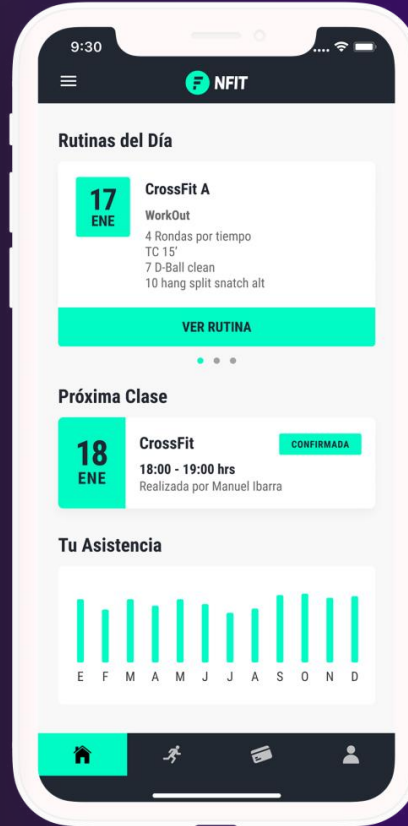 9:30
NFIT
Rutinas del Día
17
ENE
CrossFit A
WorkOut
4 Rondas por tiempo
TC 15'
7 D-Ball clean
10 hang split snatch alt
VER RUTINA
Próxima Clase
18
ENE
CrossFit
CONFIRMADA
18:00 - 19:00 hrs
Realizada por Manuel Ibarra
Tu Asistencia
E F M A M J J A S O N D